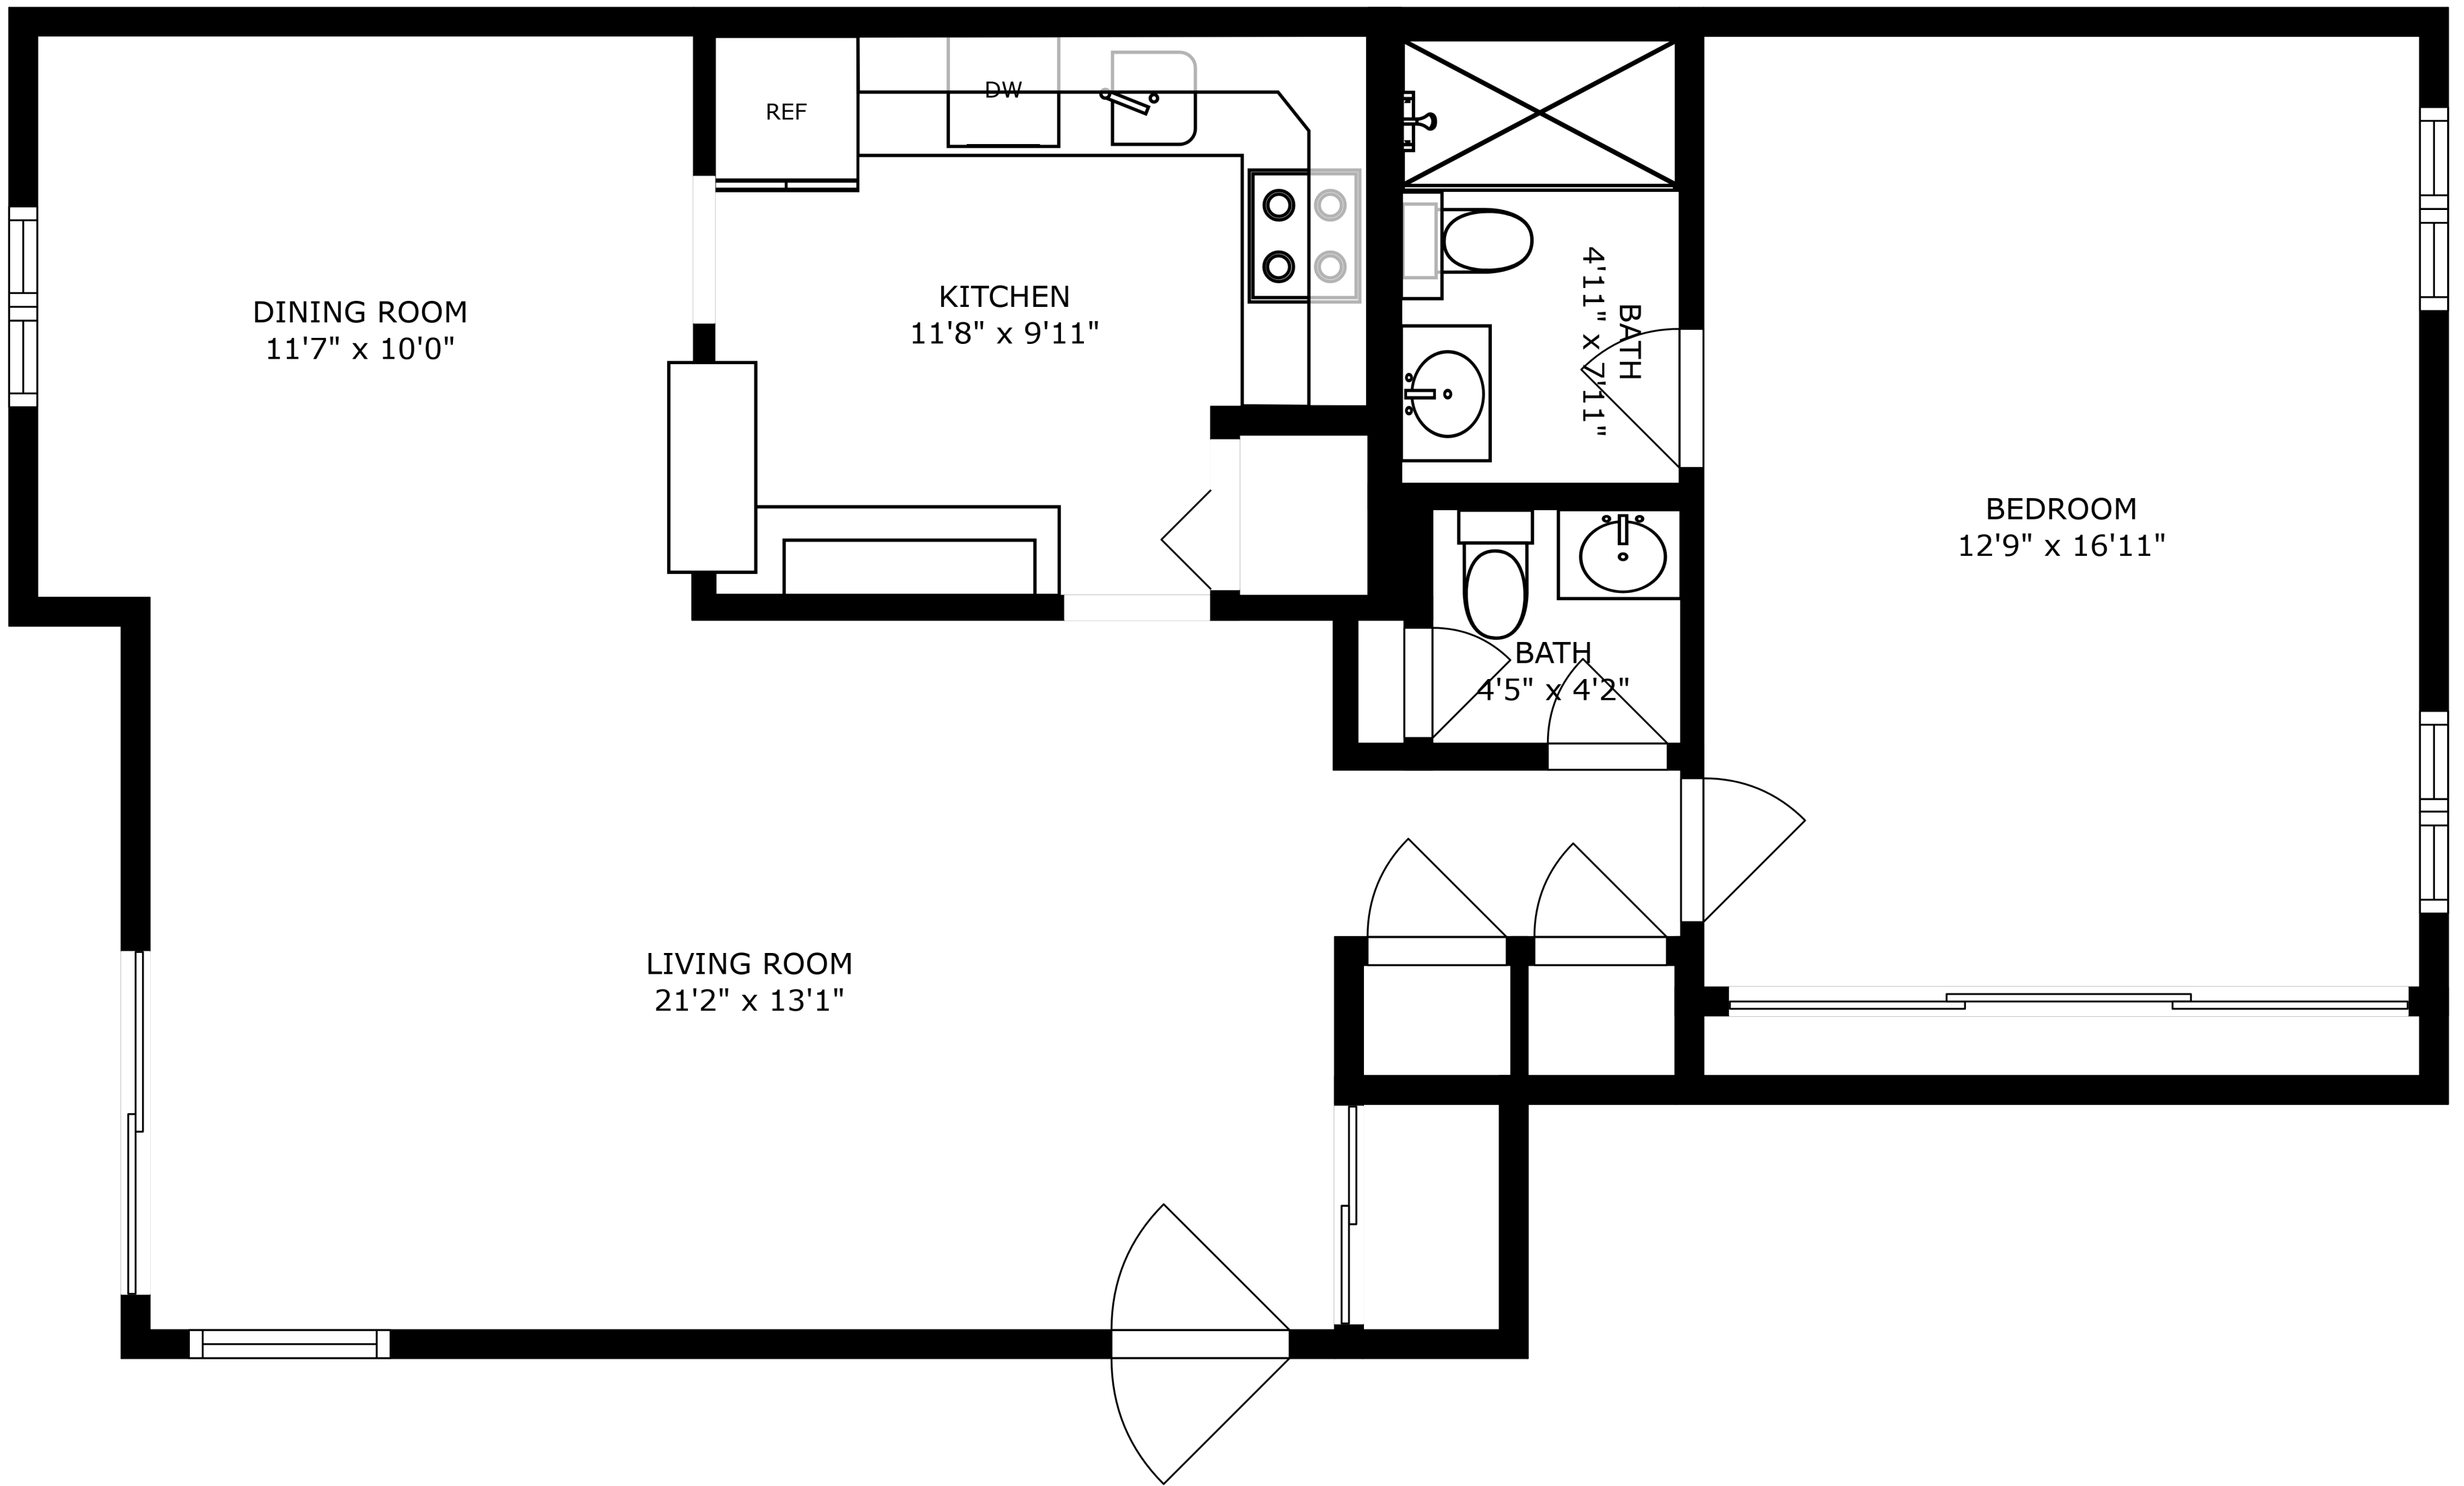 DW
REF
KITCHEN
11'8" x 9'11"
DINING ROOM
11'7" x 10'0"
BATH
4'11" x 7'11"
BEDROOM
12'9" x 16'11"
BATH
4'5" x 4'2"
LIVING ROOM
21'2" x 13'1"